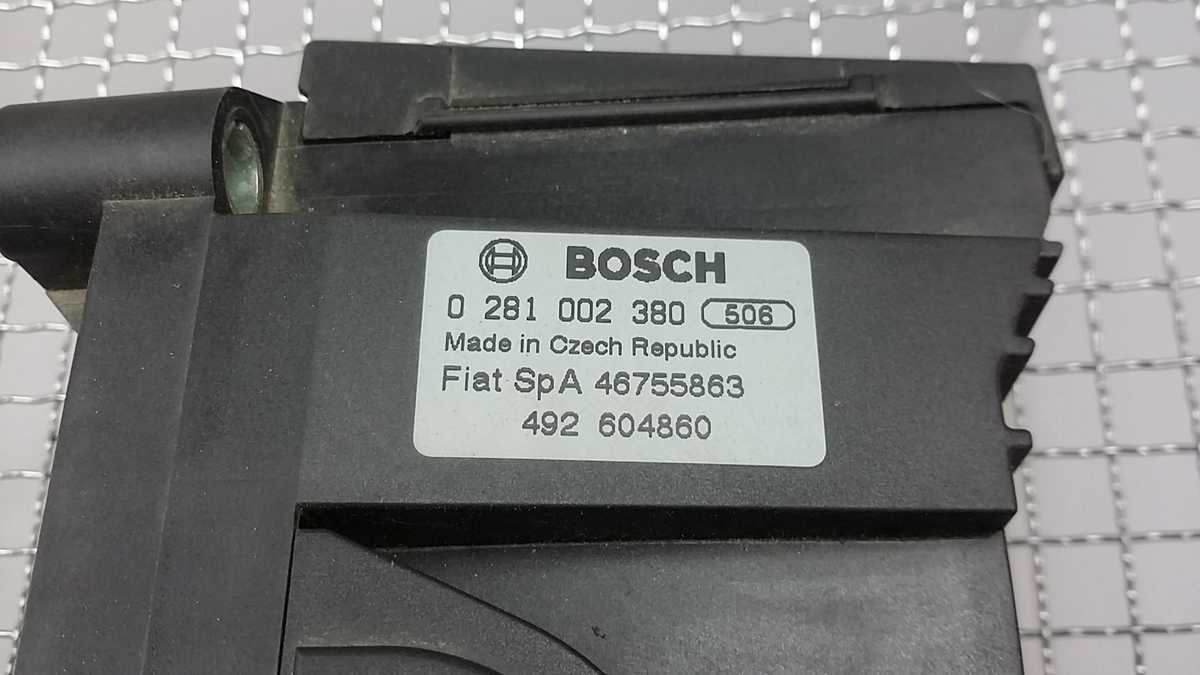 BOSCH
0 281 002 380 506
Made in Czech Republic
Fiat SpA 46755863
492 604860